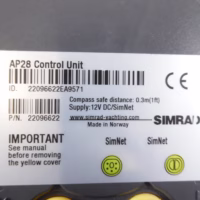 AP28 Control Unit
ID. 22096622EA9571
Compass safe distance: 0.3m(1ft)
Supply: 12V DC/SimNet
P/N. 22096622
www.simrad-yachting.com
Made in Norway
SIMRAD
IMPORTANT
See manual
before removing
the yellow cover
SimNet
SimNet